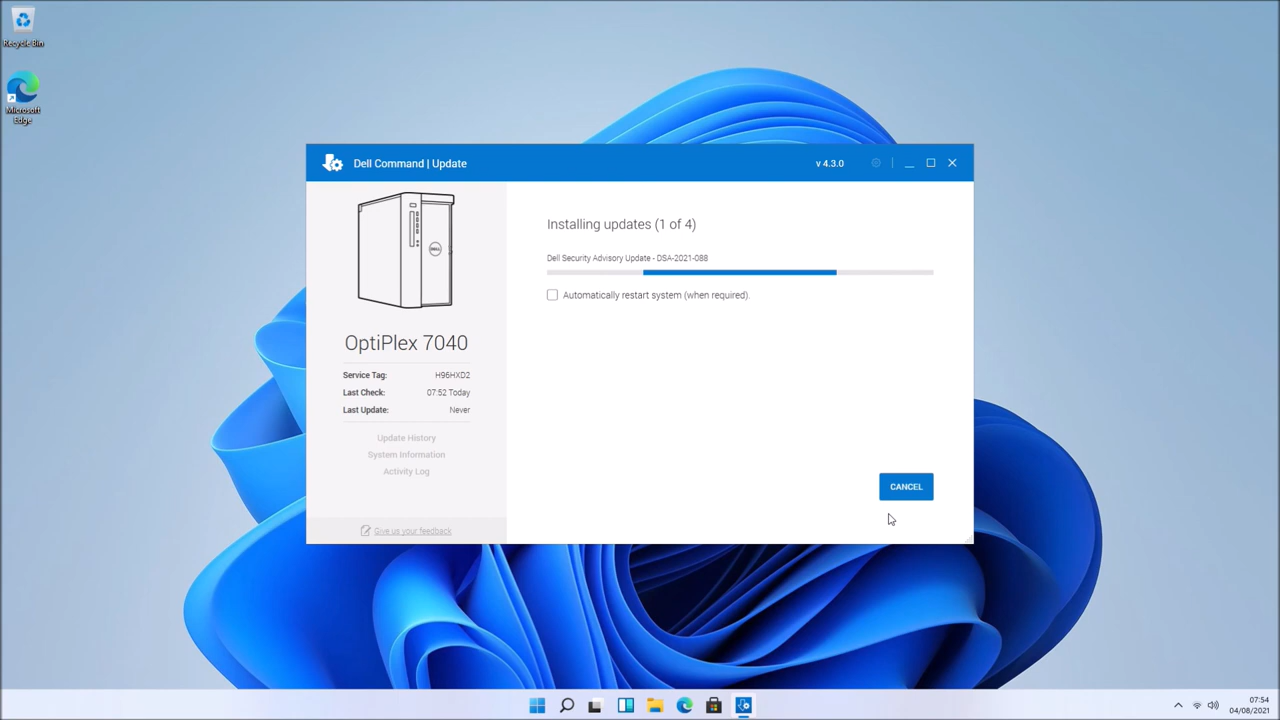 Recycle Bin
Microsoft
Edge
Dell Command | Update
v 4.3.0
DELL
OptiPlex 7040
Service Tag: H96HXD2
Last Check: 07:52 Today
Last Update: Never
Update History
System Information
Activity Log
Give us your feedback
Installing updates (1 of 4)
Dell Security Advisory Update - DSA-2021-088
Automatically restart system (when required).
CANCEL
07:54
04/08/2021